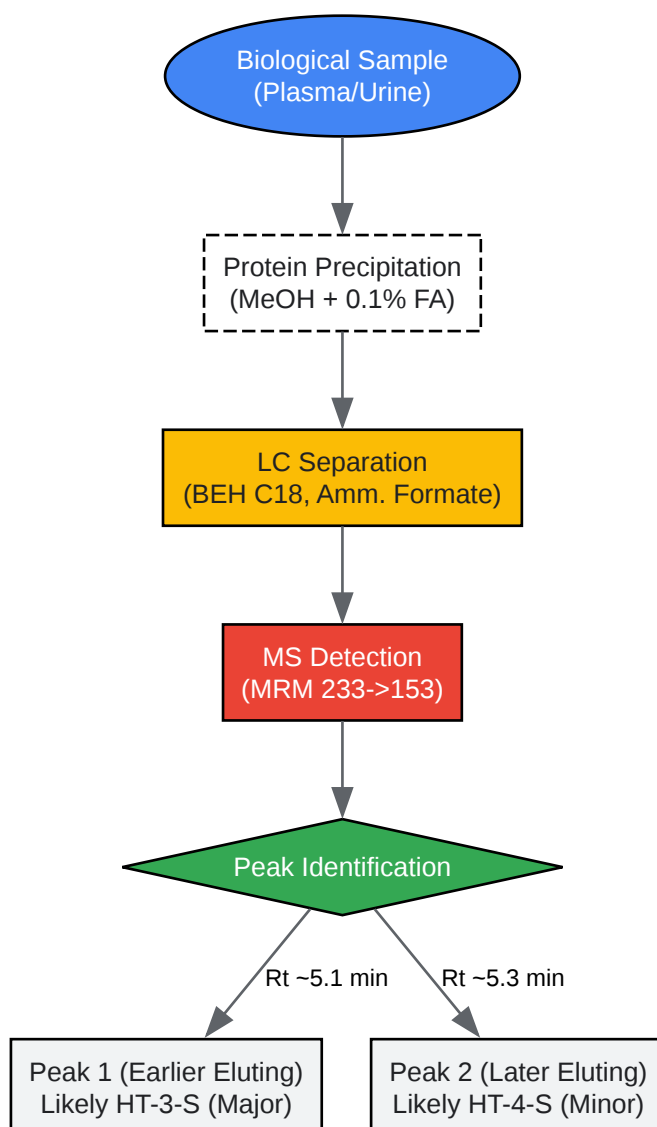 Biological Sample
(Plasma/Urine)
Protein Precipitation
(MeOH + 0.1% FA)
LC Separation
(BEH C18, Amm. Formate)
MS Detection
(MRM 233->153)
Peak Identification
Rt ~5.1 min
Rt ~5.3 min
Peak 1 (Earlier Eluting)
Likely HT-3-S (Major)
Peak 2 (Later Eluting)
Likely HT-4-S (Minor)